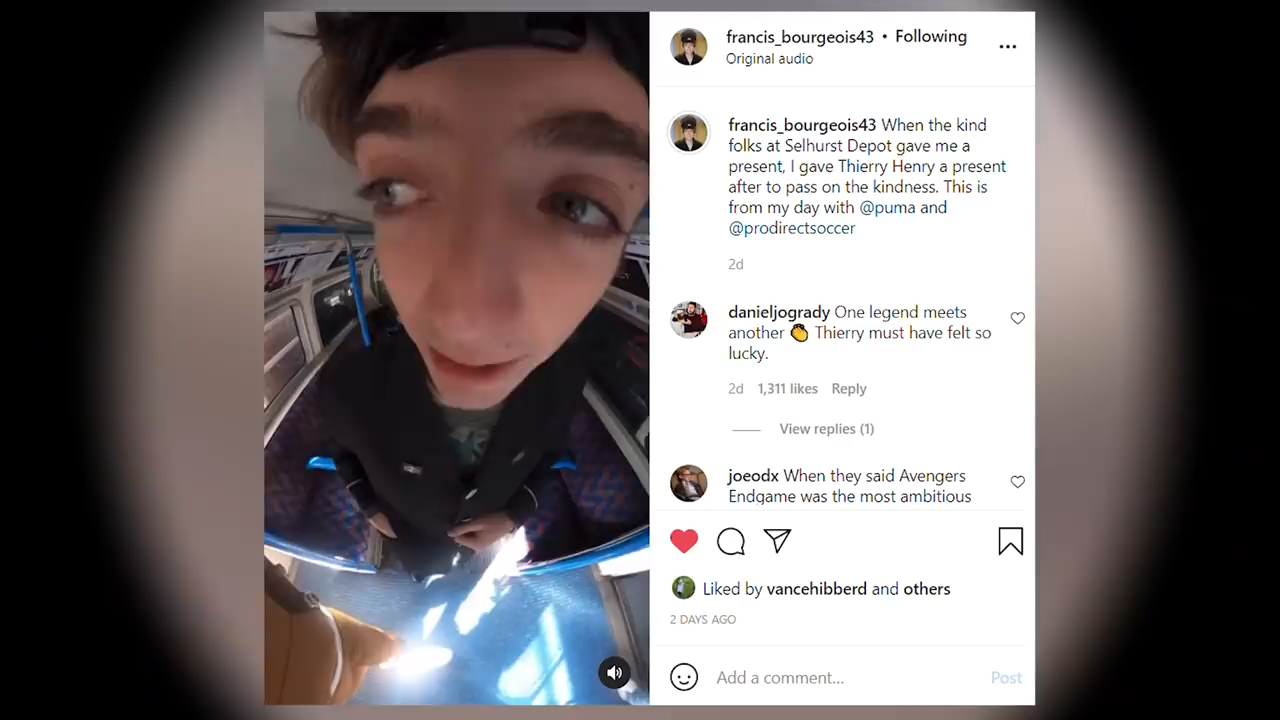 francis_bourgeois43 • Following
Original audio
francis_bourgeois43 When the kind
folks at Selhurst Depot gave me a
present, I gave Thierry Henry a present
after to pass on the kindness. This is
from my day with @puma and
@prodirectsoccer
2d
danieljogrady One legend meets
another 👏 Thierry must have felt so
lucky.
2d 1,311 likes Reply
View replies (1)
joeodx When they said Avengers
Endgame was the most ambitious
Liked by vancehibberd and others
2 DAYS AGO
Add a comment... Post